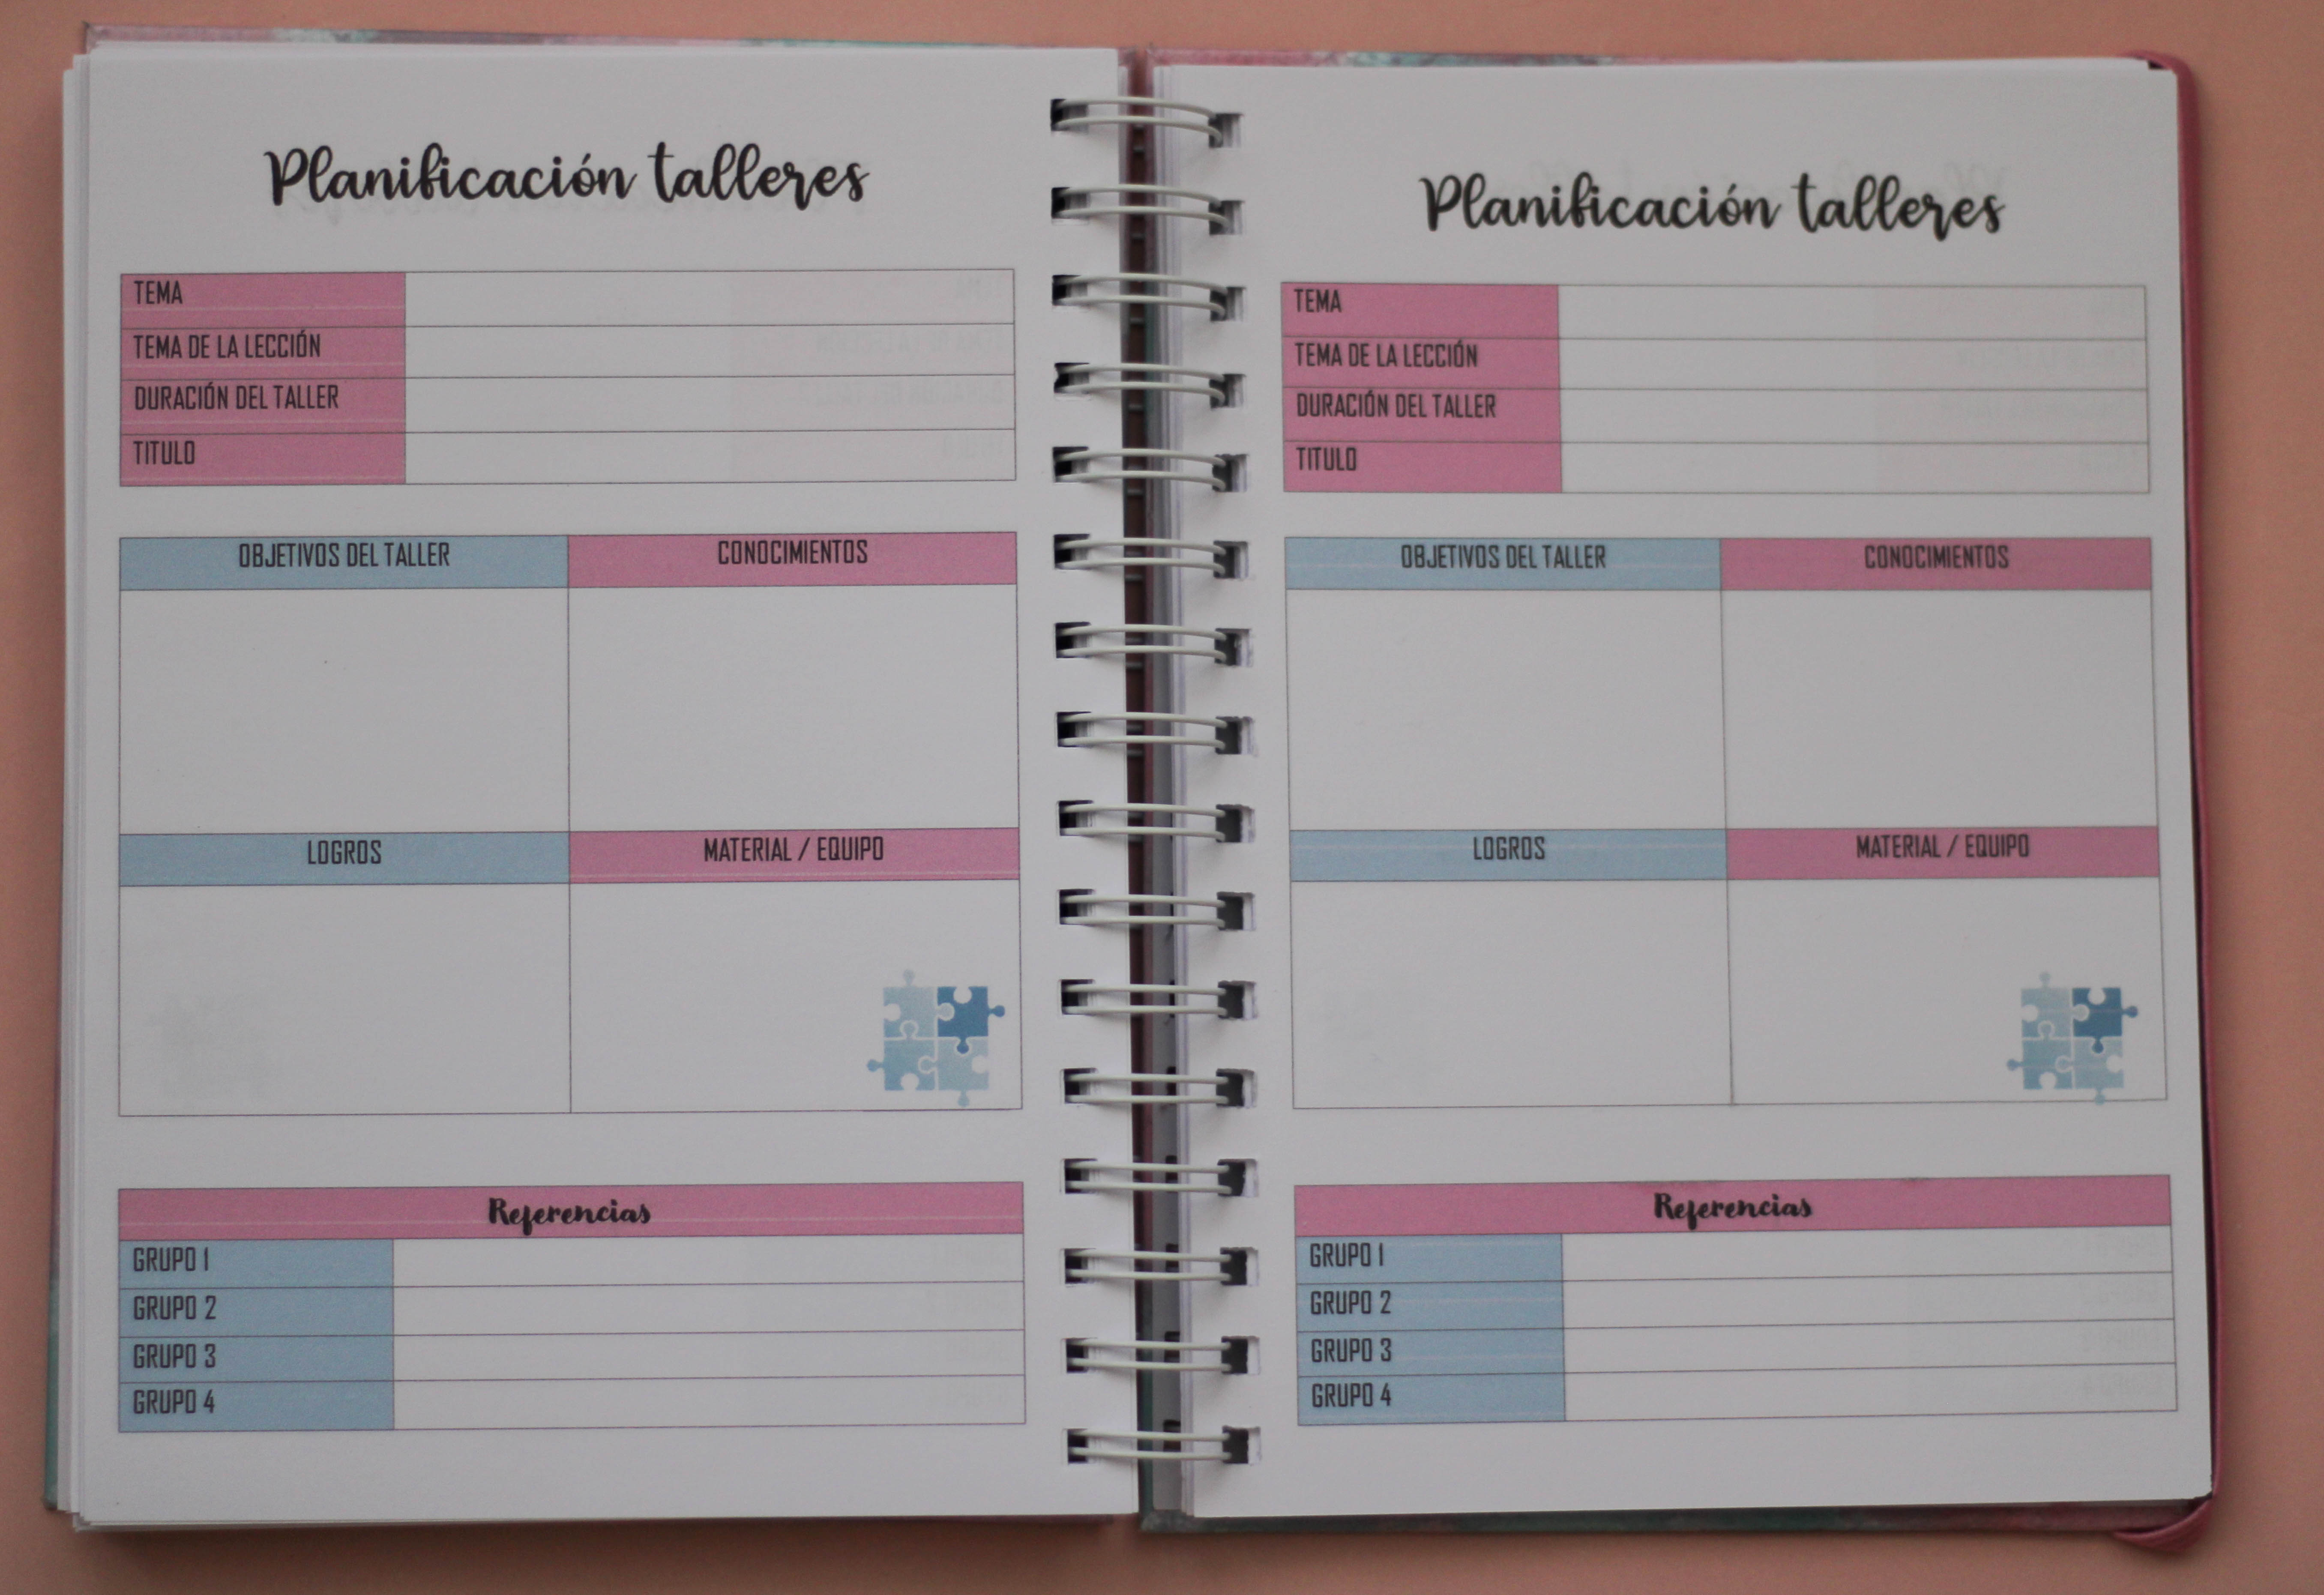 Planificación talleres
TEMA
TEMA DE LA LECCIÓN
DURACIÓN DEL TALLER
TITULO
OBJETIVOS DEL TALLER
CONOCIMIENTOS
LOGROS
MATERIAL / EQUIPO
Referencias
GRUPO 1
GRUPO 2
GRUPO 3
GRUPO 4
Planificación talleres
TEMA
TEMA DE LA LECCIÓN
DURACIÓN DEL TALLER
TITULO
OBJETIVOS DEL TALLER
CONOCIMIENTOS
LOGROS
MATERIAL / EQUIPO
Referencias
GRUPO 1
GRUPO 2
GRUPO 3
GRUPO 4